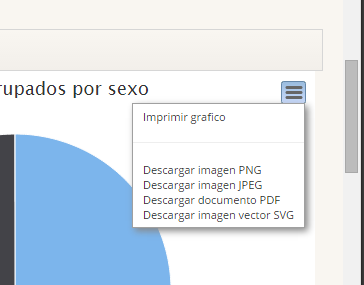 rupados por sexo
Imprimir grafico
Descargar imagen PNG
Descargar imagen JPEG
Descargar documento PDF
Descargar imagen vector SVG